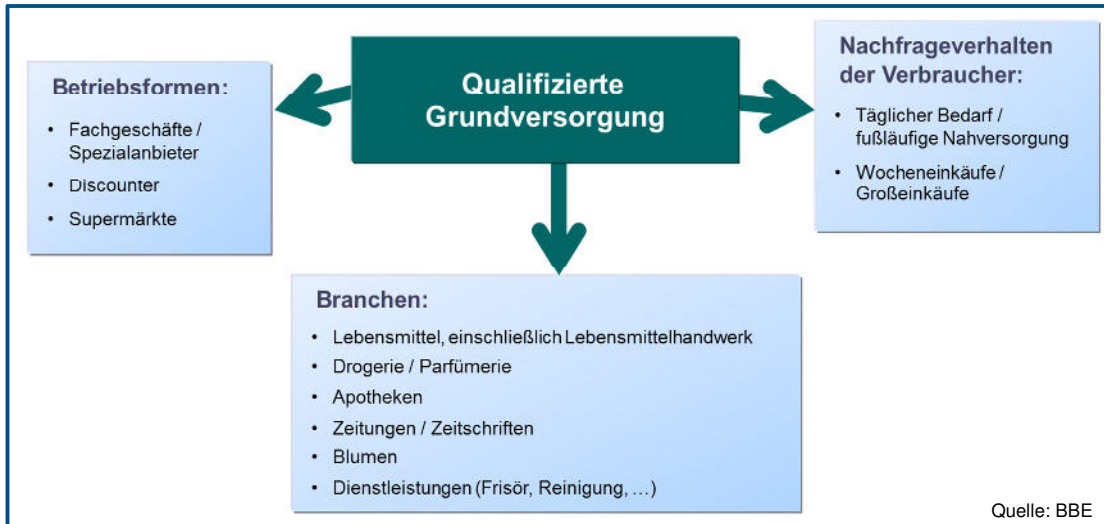 Qualifizierte
Grundversorgung
Betriebsformen:
• Fachgeschäfte /
Spezialanbieter
• Discounter
• Supermärkte
Nachfrageverhalten
der Verbraucher:
• Täglicher Bedarf /
fußläufige Nahversorgung
• Wocheneinkäufe /
Großeinkäufe
Branchen:
• Lebensmittel, einschließlich Lebensmittelhandwerk
• Drogerie / Parfümerie
• Apotheken
• Zeitungen / Zeitschriften
• Blumen
• Dienstleistungen (Frisör, Reinigung, …)
Quelle: BBE